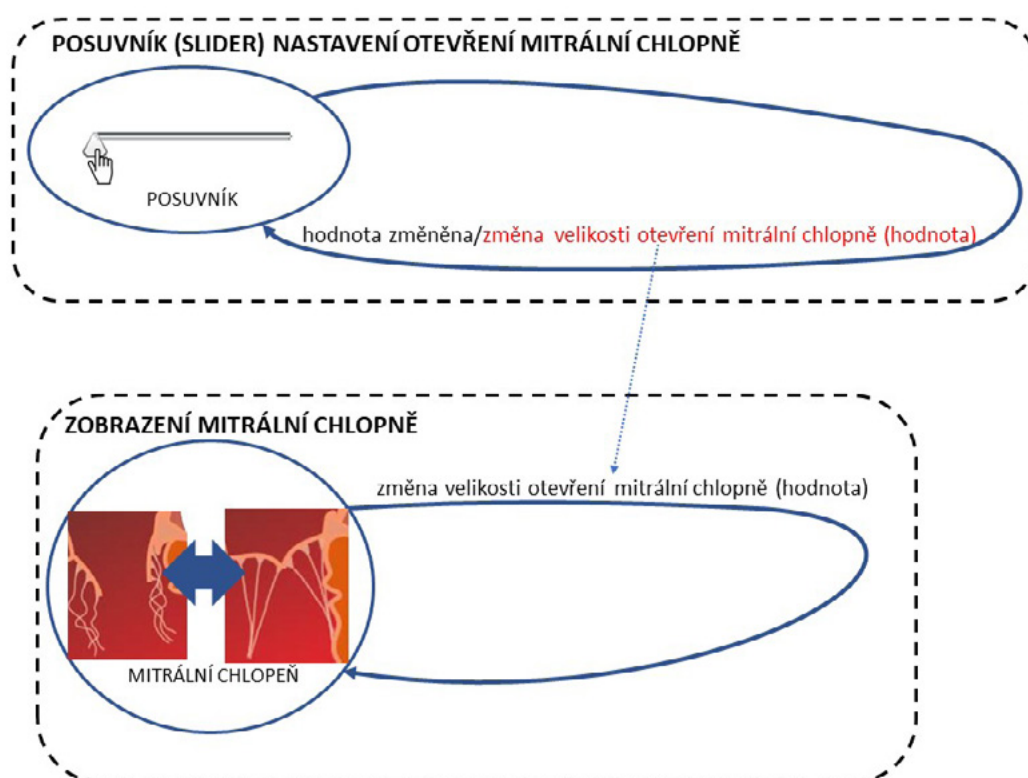 POSUVNÍK (SLIDER) NASTAVENÍ OTEVŘENÍ MITRÁLNÍ CHLOPNĚ
POSUVNÍK
hodnota změněna/změna velikosti otevření mitrální chlopně (hodnota)
ZOBRAZENÍ MITRÁLNÍ CHLOPNĚ
změna velikosti otevření mitrální chlopně (hodnota)
MITRÁLNÍ CHLOPEŇ